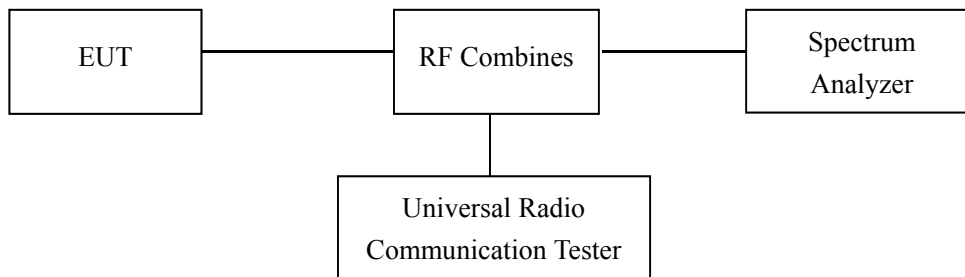 EUT
RF Combines
Spectrum
Analyzer
Universal Radio
Communication Tester